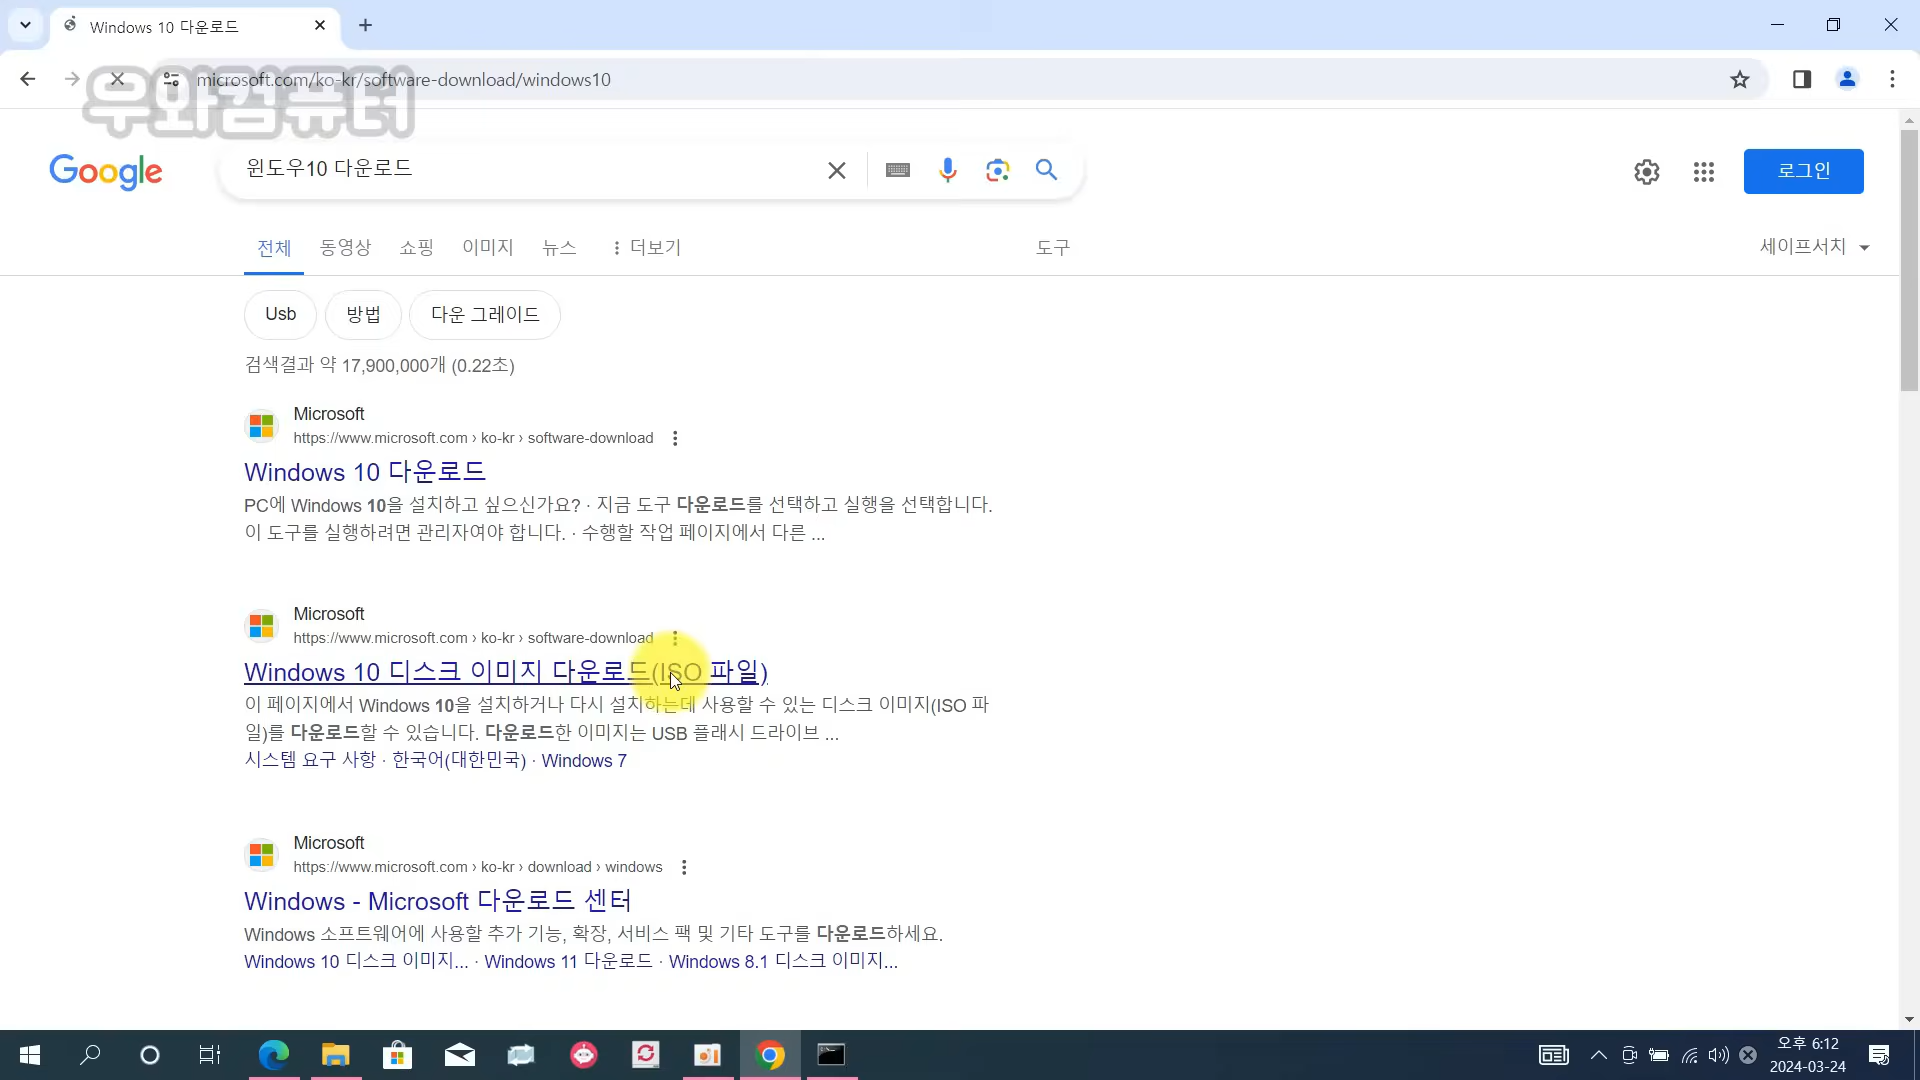 Windows 10 다운로드
microsoft.com/ko-kr/software-download/windows10
우와컴퓨터
Google
윈도우10 다운로드
로그인
전체 동영상 쇼핑 이미지 뉴스 더보기 도구 세이프서치
Usb 방법 다운 그레이드
검색결과 약 17,900,000개 (0.22초)
Microsoft
https://www.microsoft.com › ko-kr › software-download
Windows 10 다운로드
PC에 Windows 10을 설치하고 싶으신가요? · 지금 도구 다운로드를 선택하고 실행을 선택합니다.
이 도구를 실행하려면 관리자여야 합니다. · 수행할 작업 페이지에서 다른 ...
Microsoft
https://www.microsoft.com › ko-kr › software-download
Windows 10 디스크 이미지 다운로드(ISO 파일)
이 페이지에서 Windows 10을 설치하거나 다시 설치하는데 사용할 수 있는 디스크 이미지(ISO 파
일)를 다운로드할 수 있습니다. 다운로드한 이미지는 USB 플래시 드라이브 ...
시스템 요구 사항 · 한국어(대한민국) · Windows 7
Microsoft
https://www.microsoft.com › ko-kr › download › windows
Windows - Microsoft 다운로드 센터
Windows 소프트웨어에 사용할 추가 기능, 확장, 서비스 팩 및 기타 도구를 다운로드하세요.
Windows 10 디스크 이미지... · Windows 11 다운로드 · Windows 8.1 디스크 이미지...
오후 6:12
2024-03-24